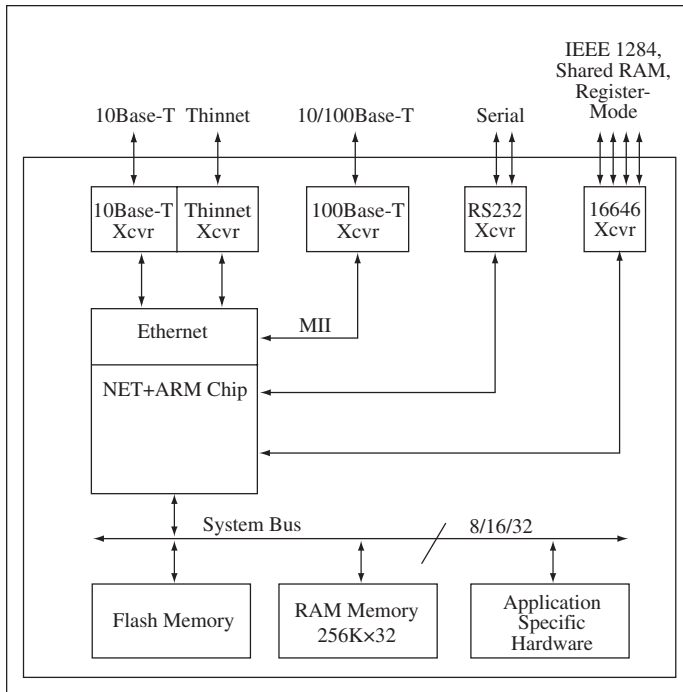 IEEE 1284,
Shared RAM,
Register-
Mode
10Base-T Thinnet 10/100Base-T Serial
10Base-T
Xcvr
Thinnet
Xcvr
100Base-T
Xcvr
RS232
Xcvr
16646
Xcvr
Ethernet
MII
NET+ARM Chip
System Bus 8/16/32
Flash Memory
RAM Memory
256K×32
Application
Specific
Hardware